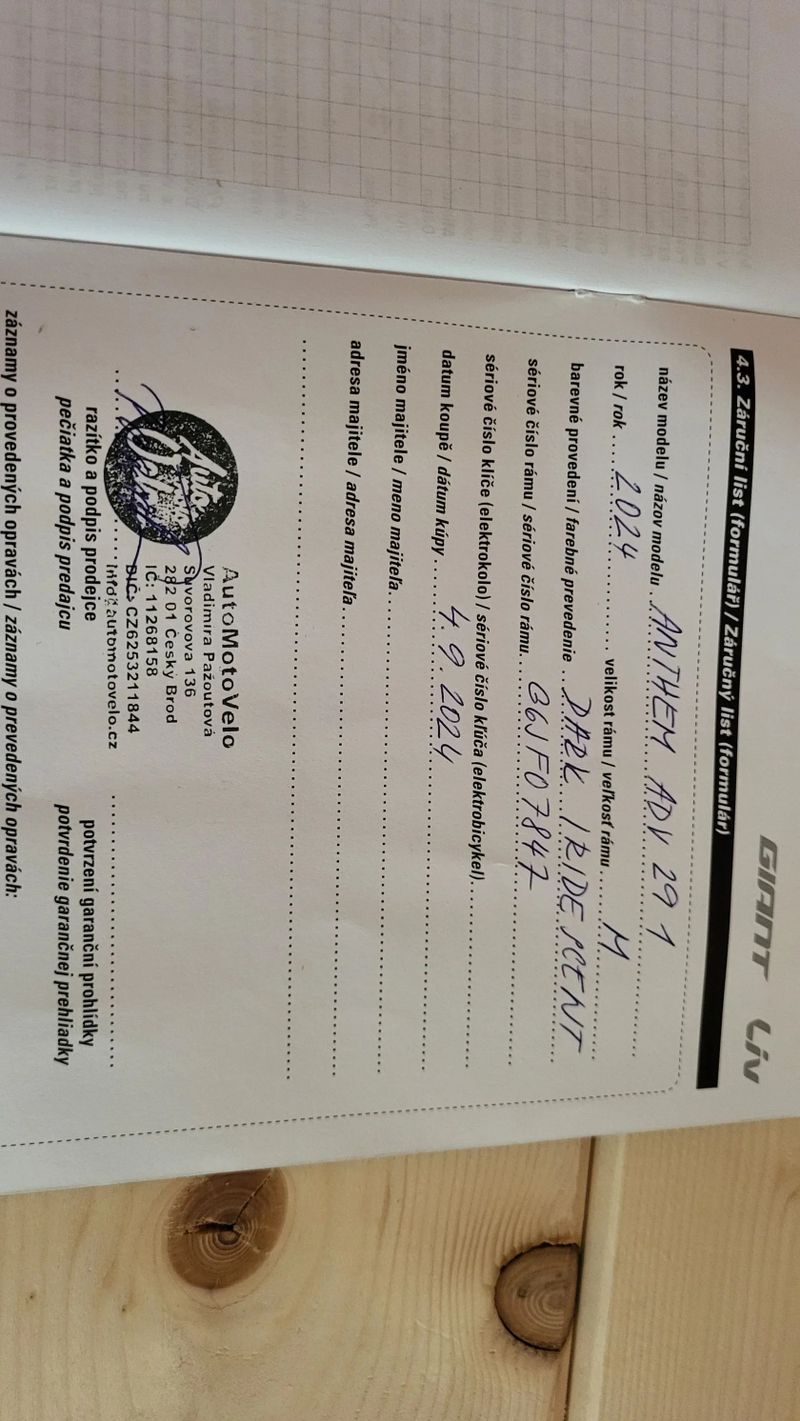 GIANT Liv
4.3. Záruční list (formulář) / Záručný list (formulár)
název modelu / názov modelu ANTHEM ADV 29 1
rok / rok 2024 velikost rámu / veľkosť rámu M
barevné provedení / farebné prevedenie DARK IRIDESCENT
sériové číslo rámu / sériové číslo rámu G6JF07847
sériové číslo klíče (elektrokolo) / sériové číslo kľúča (elektrobicykel)
datum koupě / dátum kúpy 4.9.2024
jméno majitele / meno majiteľa
adresa majitele / adresa majiteľa
AutoMotoVelo
Vladimíra Pažoutová
Suvorovova 136
282 01 Český Brod
IČ: 11268158
DIČ: CZ6253211844
info@automotovelo.cz
Auto
razítko a podpis prodejce
pečiatka a podpis predajcu
potvrzení garanční prohlídky
potvrdenie garančnej prehliadky
záznamy o provedených opravách / záznamy o prevedených opravách: